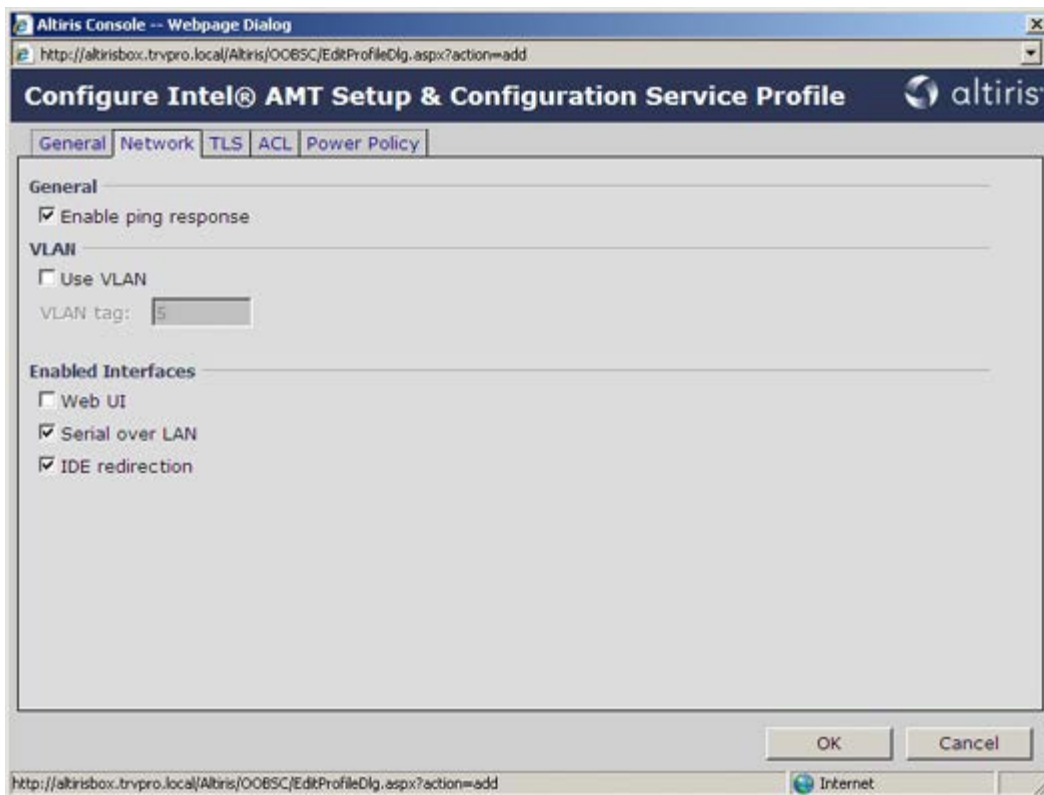 Altiris Console -- Webpage Dialog
http://altirisbox.trvpro.local/Altiris/OOBSC/EditProfileDlg.aspx?action=add
Configure Intel® AMT Setup & Configuration Service Profile
altiris
General Network TLS ACL Power Policy
General
Enable ping response
VLAN
Use VLAN
VLAN tag: 5
Enabled Interfaces
Web UI
Serial over LAN
IDE redirection
OK Cancel
http://altirisbox.trvpro.local/Altiris/OOBSC/EditProfileDlg.aspx?action=add Internet